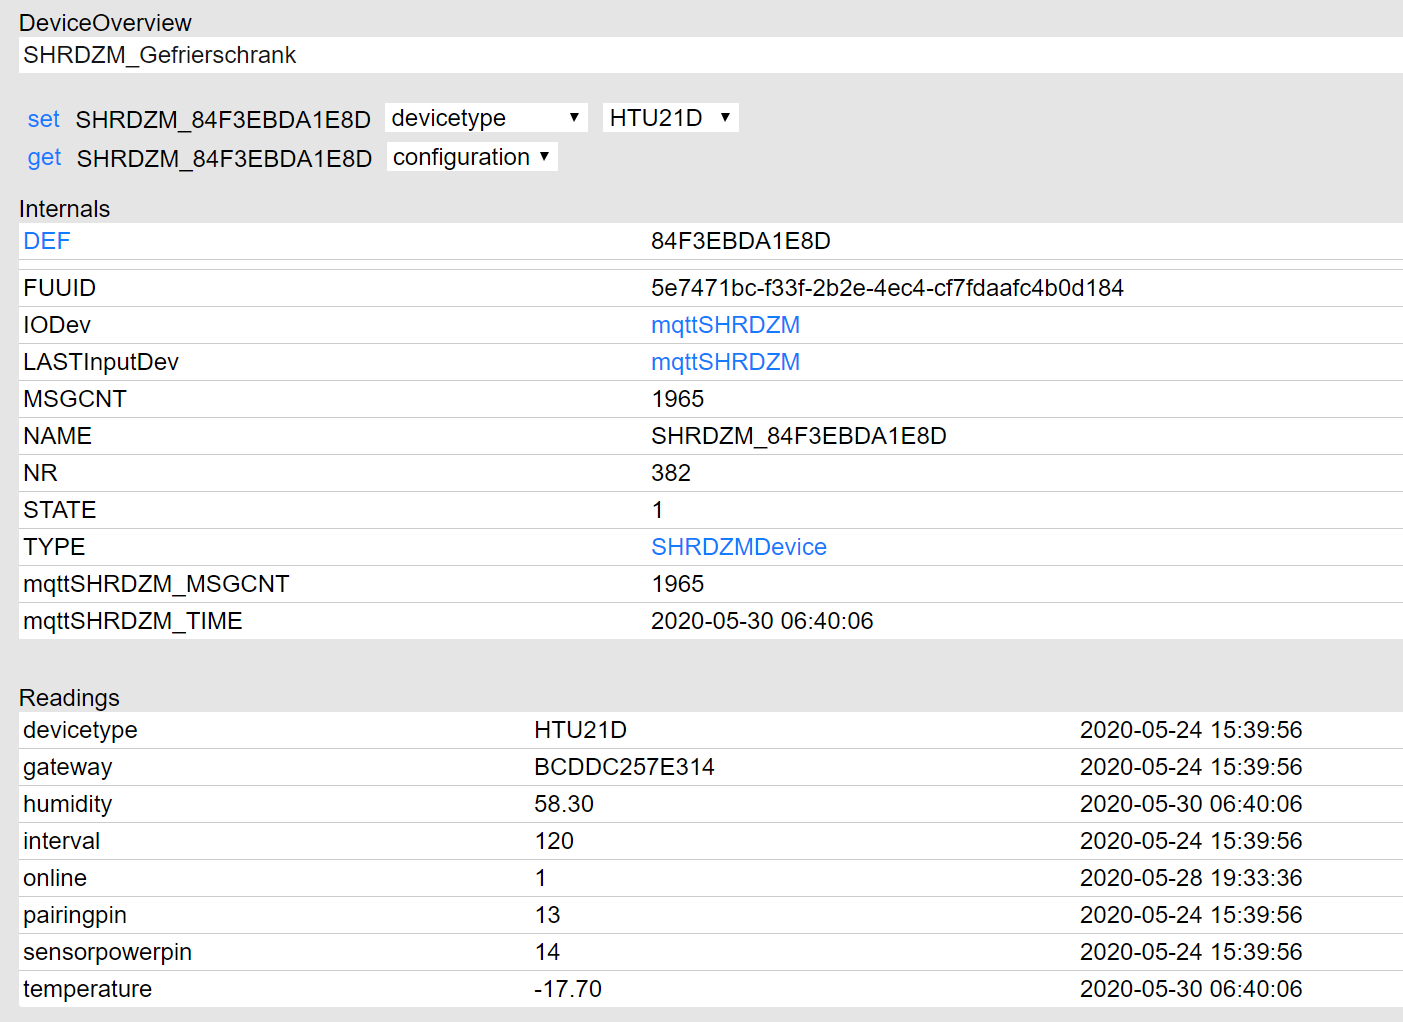 DeviceOverview
SHRDZM_Gefrierschrank
set SHRDZM_84F3EBDA1E8D devicetype HTU21D
get SHRDZM_84F3EBDA1E8D configuration
Internals
DEF 84F3EBDA1E8D
FUUID 5e7471bc-f33f-2b2e-4ec4-cf7fdaafc4b0d184
IODev mqttSHRDZM
LASTInputDev mqttSHRDZM
MSGCNT 1965
NAME SHRDZM_84F3EBDA1E8D
NR 382
STATE 1
TYPE SHRDZMDevice
mqttSHRDZM_MSGCNT 1965
mqttSHRDZM_TIME 2020-05-30 06:40:06
Readings
devicetype HTU21D 2020-05-24 15:39:56
gateway BCDDC257E314 2020-05-24 15:39:56
humidity 58.30 2020-05-30 06:40:06
interval 120 2020-05-24 15:39:56
online 1 2020-05-28 19:33:36
pairingpin 13 2020-05-24 15:39:56
sensorpowerpin 14 2020-05-24 15:39:56
temperature -17.70 2020-05-30 06:40:06